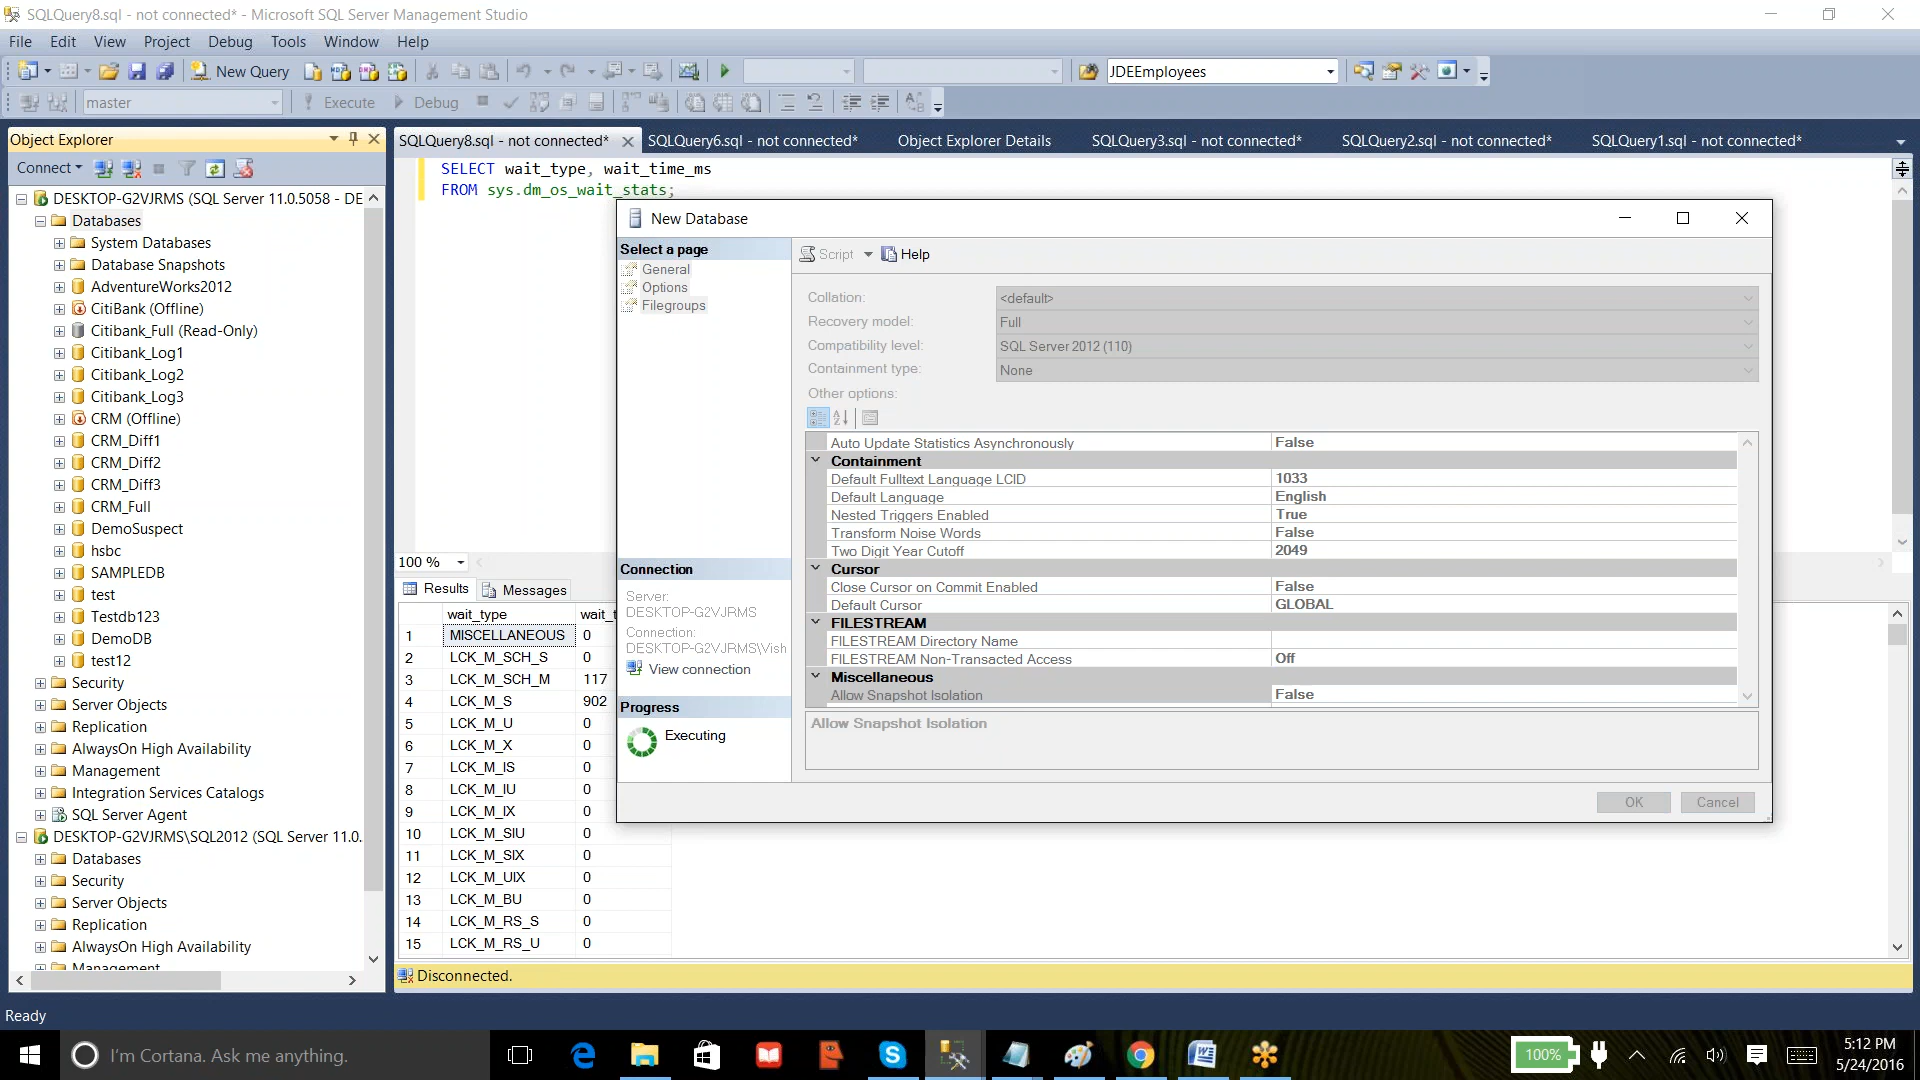 SQLQuery8.sql - not connected* - Microsoft SQL Server Management Studio
File Edit View Project Debug Tools Window Help
New Query JDEEmployees
master Execute Debug
Object Explorer
SQLQuery8.sql - not connected* SQLQuery6.sql - not connected* Object Explorer Details SQLQuery3.sql - not connected* SQLQuery2.sql - not connected* SQLQuery1.sql - not connected*
Connect
DESKTOP-G2VJRMS (SQL Server 11.0.5058 - DE
Databases
System Databases
Database Snapshots
AdventureWorks2012
CitiBank (Offline)
Citibank_Full (Read-Only)
Citibank_Log1
Citibank_Log2
Citibank_Log3
CRM (Offline)
CRM_Diff1
CRM_Diff2
CRM_Diff3
CRM_Full
DemoSuspect
hsbc
SAMPLEDB
test
Testdb123
DemoDB
test12
Security
Server Objects
Replication
AlwaysOn High Availability
Management
Integration Services Catalogs
SQL Server Agent
DESKTOP-G2VJRMS\SQL2012 (SQL Server 11.0.
Databases
Security
Server Objects
Replication
AlwaysOn High Availability
Management
SELECT wait_type, wait_time_ms
FROM sys.dm_os_wait_stats;
100 %
Results Messages
wait_type wait_t
1 MISCELLANEOUS 0
2 LCK_M_SCH_S 0
3 LCK_M_SCH_M 117
4 LCK_M_S 902
5 LCK_M_U 0
6 LCK_M_X 0
7 LCK_M_IS 0
8 LCK_M_IU 0
9 LCK_M_IX 0
10 LCK_M_SIU 0
11 LCK_M_SIX 0
12 LCK_M_UIX 0
13 LCK_M_BU 0
14 LCK_M_RS_S 0
15 LCK_M_RS_U 0
Disconnected.
New Database
Select a page
General
Options
Filegroups
Connection
Server:
DESKTOP-G2VJRMS
Connection:
DESKTOP-G2VJRMS\Vish
View connection
Progress
Executing
Script Help
Collation: <default>
Recovery model: Full
Compatibility level: SQL Server 2012 (110)
Containment type: None
Other options:
Auto Update Statistics Asynchronously False
Containment
Default Fulltext Language LCID 1033
Default Language English
Nested Triggers Enabled True
Transform Noise Words False
Two Digit Year Cutoff 2049
Cursor
Close Cursor on Commit Enabled False
Default Cursor GLOBAL
FILESTREAM
FILESTREAM Directory Name
FILESTREAM Non-Transacted Access Off
Miscellaneous
Allow Snapshot Isolation False
Allow Snapshot Isolation
OK Cancel
Ready
I'm Cortana. Ask me anything.
100%
5:12 PM
5/24/2016